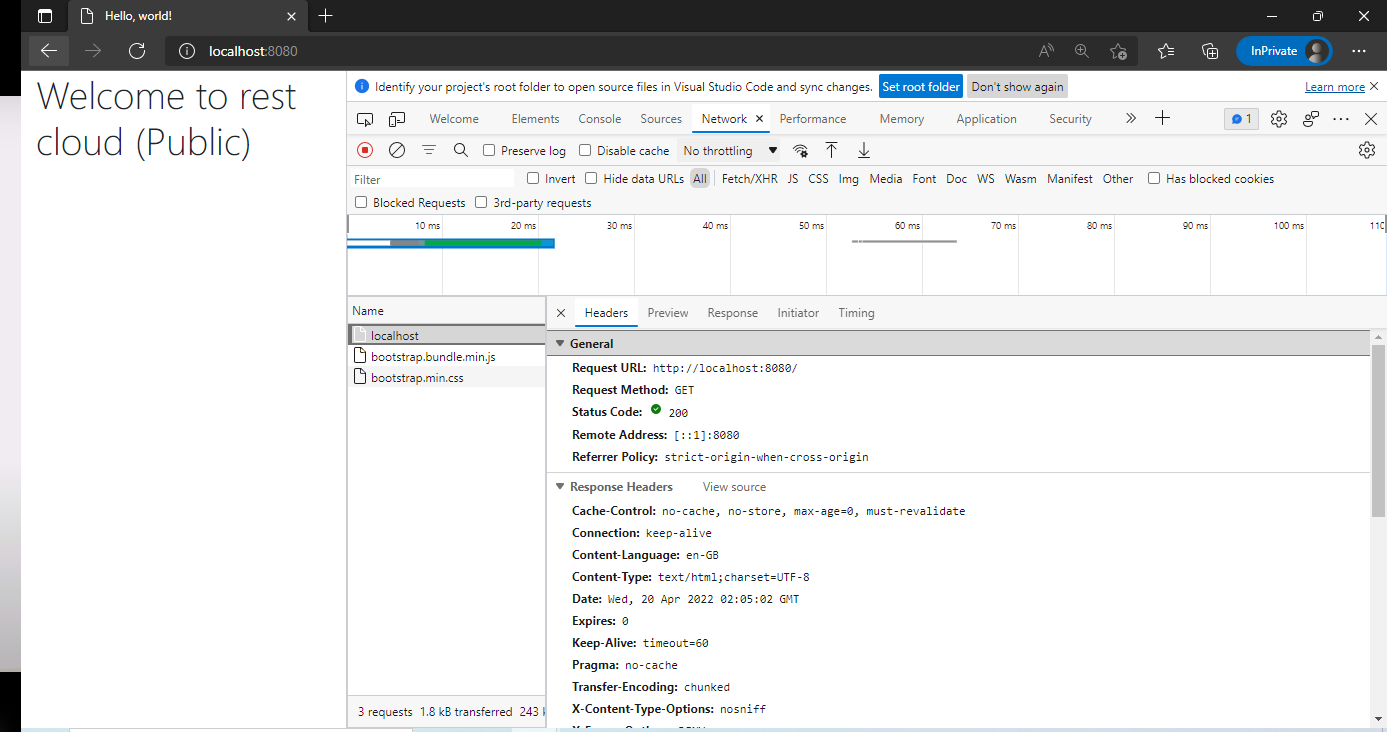 Hello, world!
localhost:8080
InPrivate
Welcome to rest
cloud (Public)
Identify your project's root folder to open source files in Visual Studio Code and sync changes. Set root folder Don't show again Learn more
Welcome Elements Console Sources Network Performance Memory Application Security 1
Preserve log Disable cache No throttling
Filter Invert Hide data URLs All Fetch/XHR JS CSS Img Media Font Doc WS Wasm Manifest Other Has blocked cookies
Blocked Requests 3rd-party requests
10 ms 20 ms 30 ms 40 ms 50 ms 60 ms 70 ms 80 ms 90 ms 100 ms 110
Name
localhost
bootstrap.bundle.min.js
bootstrap.min.css
3 requests 1.8 kB transferred 243
Headers Preview Response Initiator Timing
General
Request URL: http://localhost:8080/
Request Method: GET
Status Code: 200
Remote Address: [::1]:8080
Referrer Policy: strict-origin-when-cross-origin
Response Headers View source
Cache-Control: no-cache, no-store, max-age=0, must-revalidate
Connection: keep-alive
Content-Language: en-GB
Content-Type: text/html;charset=UTF-8
Date: Wed, 20 Apr 2022 02:05:02 GMT
Expires: 0
Keep-Alive: timeout=60
Pragma: no-cache
Transfer-Encoding: chunked
X-Content-Type-Options: nosniff